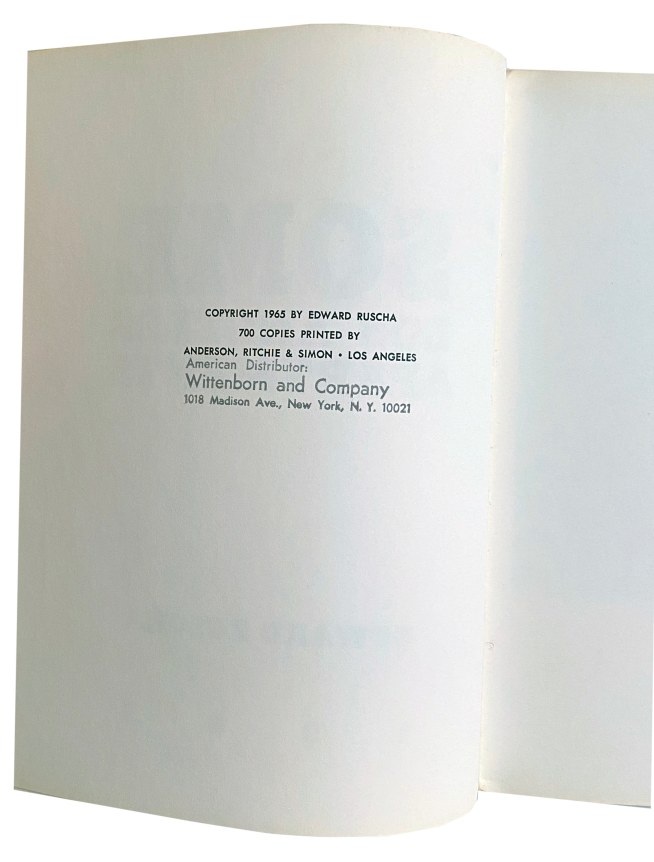 COPYRIGHT 1965 BY EDWARD RUSCHA
700 COPIES PRINTED BY
ANDERSON, RITCHIE & SIMON • LOS ANGELES
American Distributor:
Wittenborn and Company
1018 Madison Ave., New York, N. Y. 10021